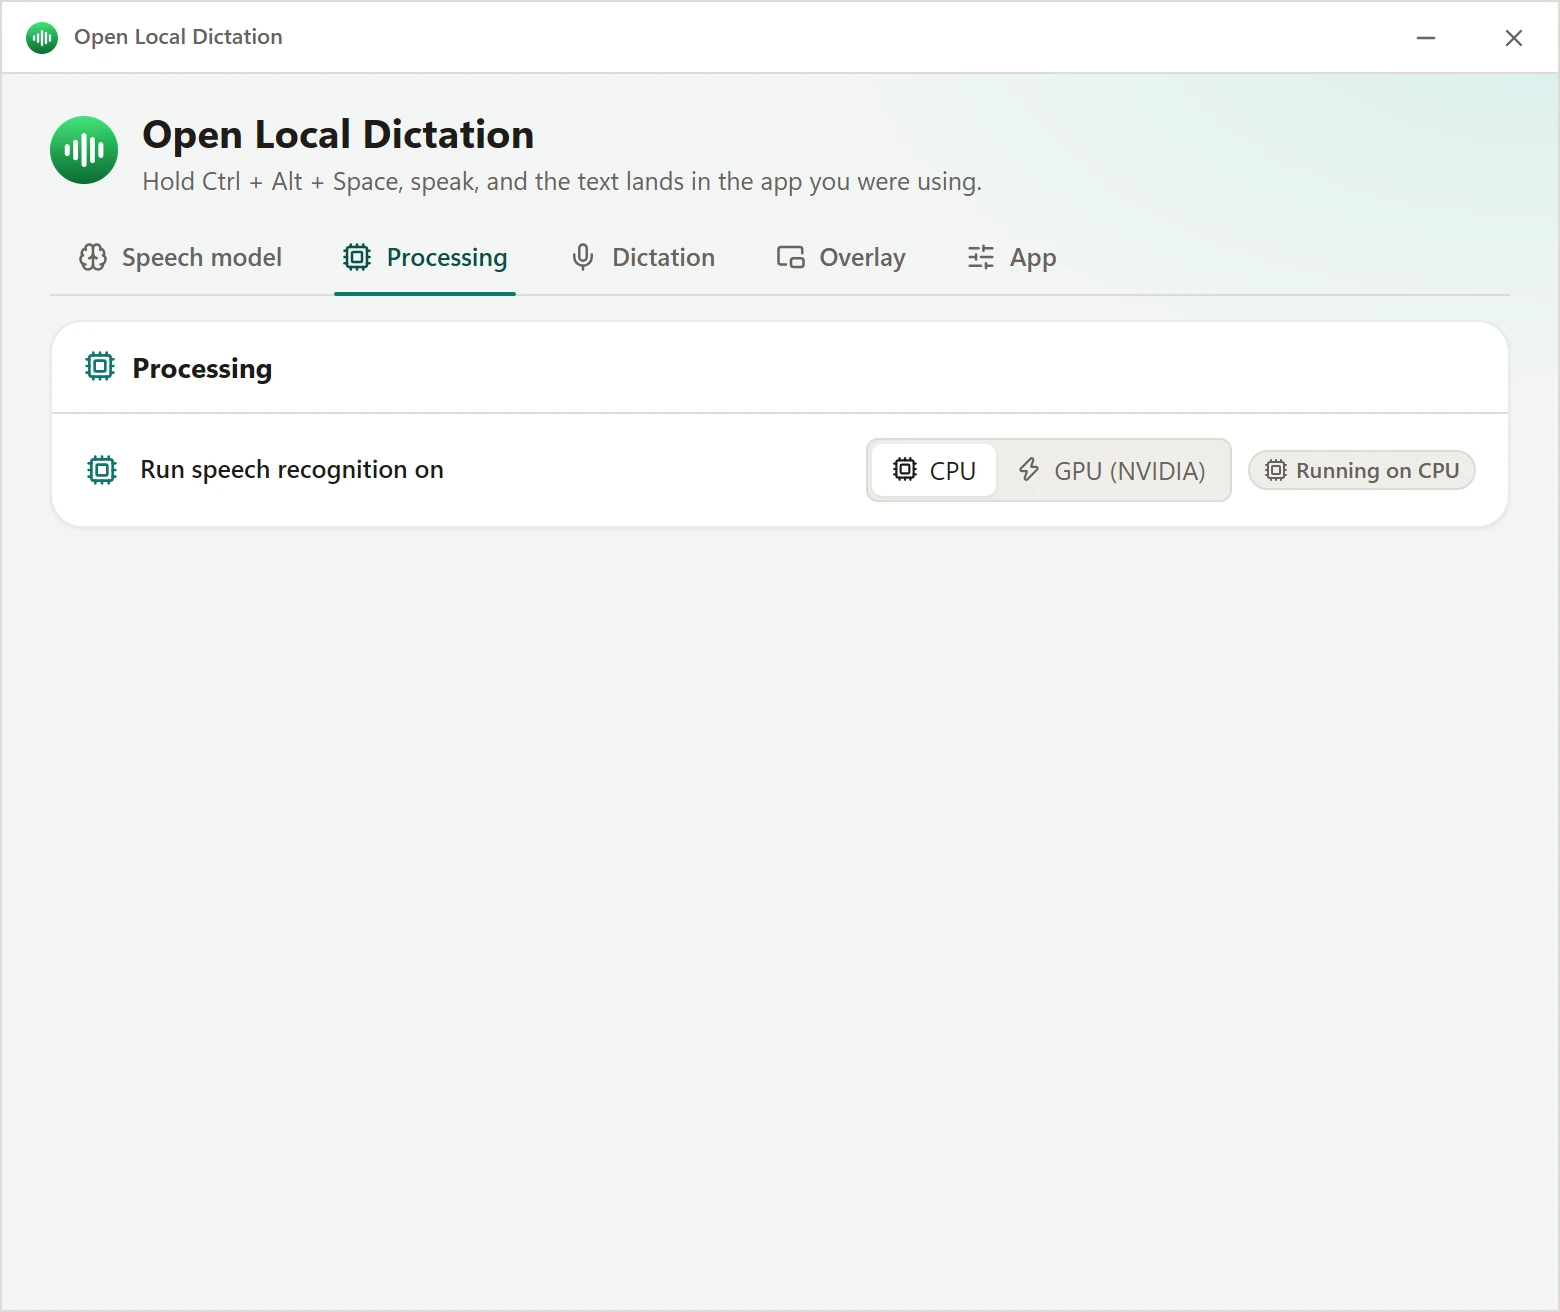 Open Local Dictation
Open Local Dictation
Hold Ctrl + Alt + Space, speak, and the text lands in the app you were using.
Speech model Processing Dictation Overlay App
Processing
Run speech recognition on CPU GPU (NVIDIA) Running on CPU